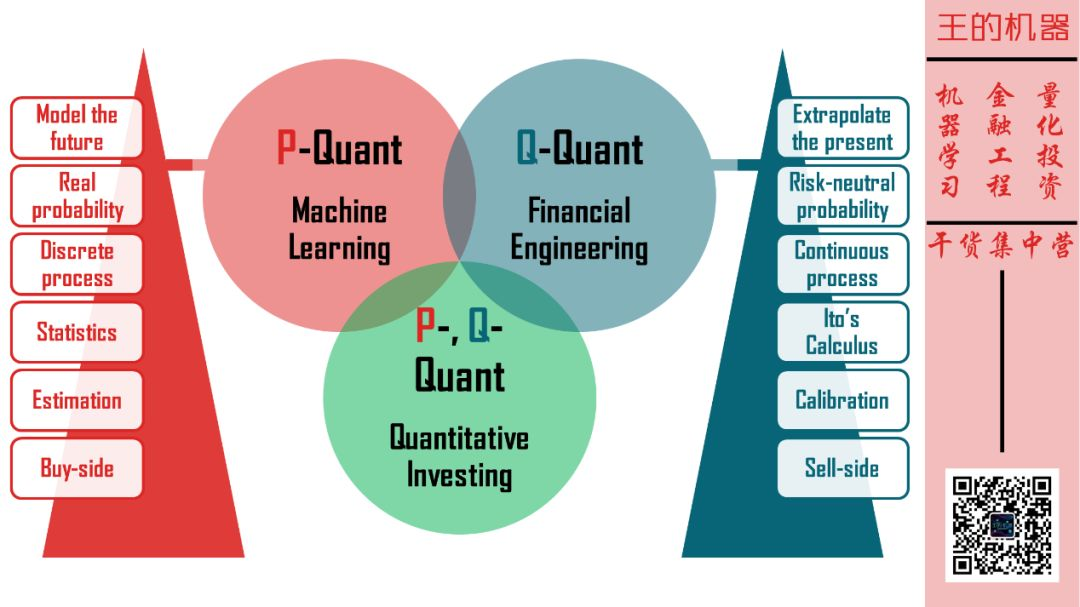 Model the
future
Real
probability
Discrete
process
Statistics
Estimation
Buy-side
P-Quant
Machine
Learning
Q-Quant
Financial
Engineering
P-, Q-
Quant
Quantitative
Investing
Extrapolate
the present
Risk-neutral
probability
Continuous
process
Ito's
Calculus
Calibration
Sell-side
王的机器
机器学习
金融工程
量化投资
干货集中营